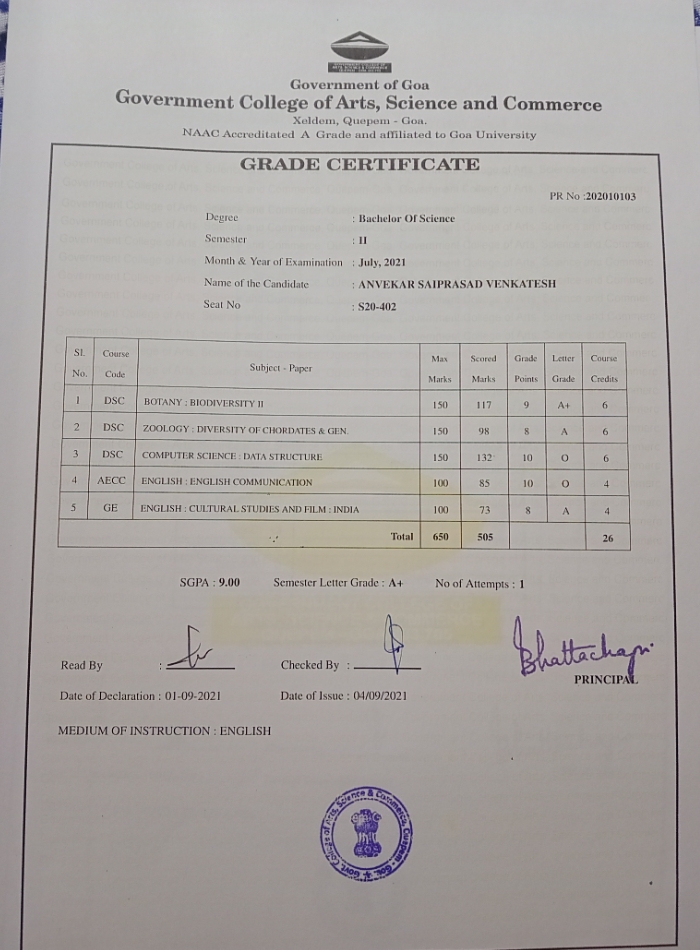 Government of Goa
Government College of Arts, Science and Commerce
Xeldem, Quepem - Goa.
NAAC Accreditated A Grade and affiliated to Goa University
GRADE CERTIFICATE
PR No :202010103
Degree : Bachelor Of Science
Semester : II
Month & Year of Examination : July, 2021
Name of the Candidate : ANVEKAR SAIPRASAD VENKATESH
Seat No : S20-402
Sl. No. Course Code Subject - Paper Max Marks Scored Marks Grade Points Letter Grade Course Credits
1 DSC BOTANY : BIODIVERSITY II 150 117 9 A+ 6
2 DSC ZOOLOGY : DIVERSITY OF CHORDATES & GEN. 150 98 8 A 6
3 DSC COMPUTER SCIENCE : DATA STRUCTURE 150 132 10 O 6
4 AECC ENGLISH : ENGLISH COMMUNICATION 100 85 10 O 4
5 GE ENGLISH : CULTURAL STUDIES AND FILM : INDIA 100 73 8 A 4
Total 650 505 26
SGPA : 9.00 Semester Letter Grade : A+ No of Attempts : 1
Read By : Checked By :
PRINCIPAL
Date of Declaration : 01-09-2021 Date of Issue : 04/09/2021
MEDIUM OF INSTRUCTION : ENGLISH
Govt. College of Arts, Science & Commerce, Quepem - Goa.